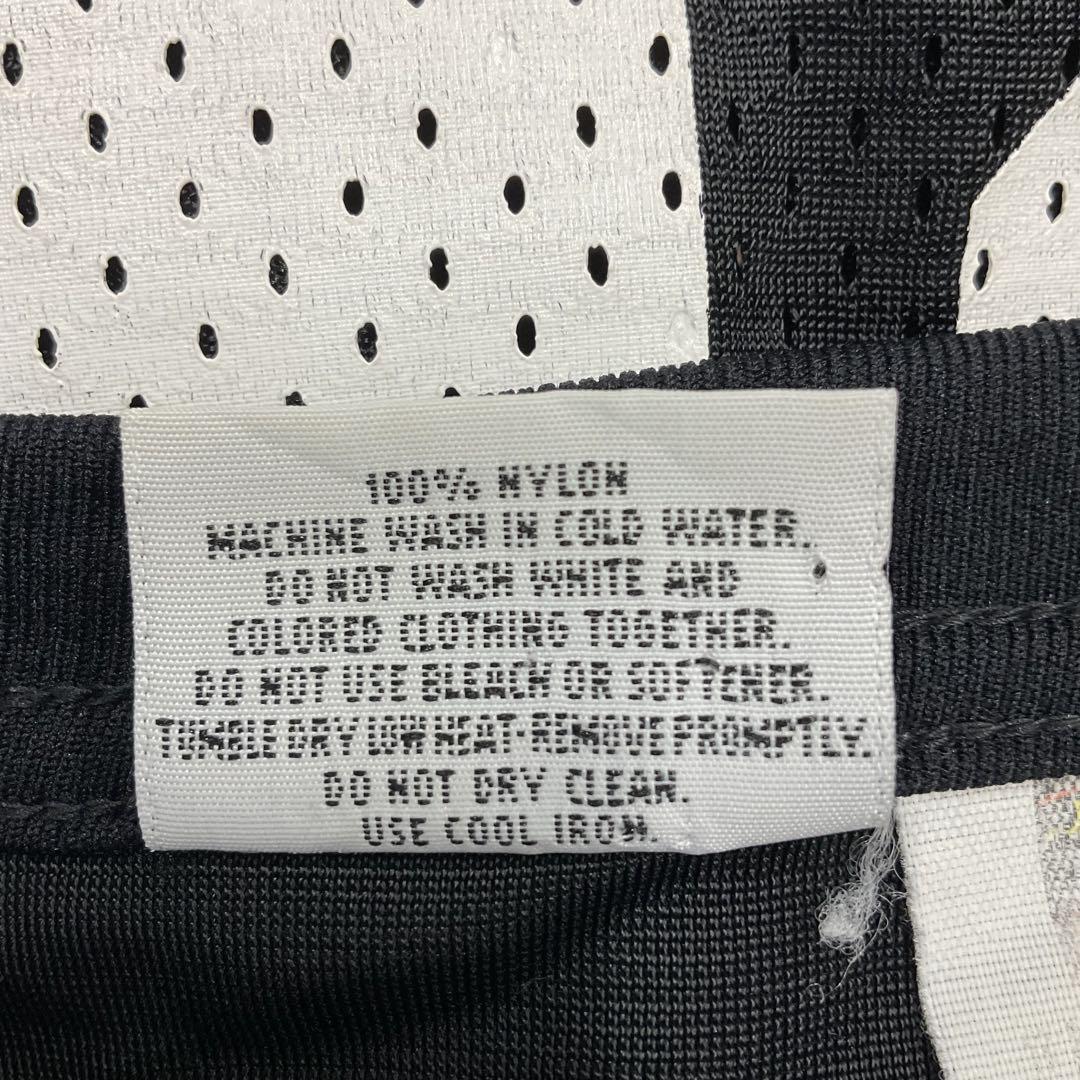 100% NYLON
MACHINE WASH IN COLD WATER.
DO NOT WASH WHITE AND
COLORED CLOTHING TOGETHER.
DO NOT USE BLEACH OR SOFTENER.
TUMBLE DRY LOW HEAT-REMOVE PROMPTLY.
DO NOT DRY CLEAN.
USE COOL IRON.